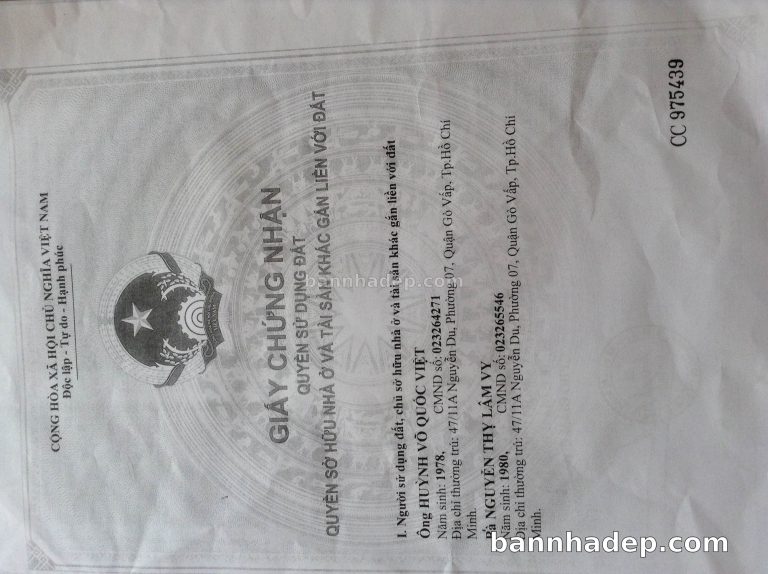 CỘNG HÒA XÃ HỘI CHỦ NGHĨA VIỆT NAM
Độc lập - Tự do - Hạnh phúc
GIẤY CHỨNG NHẬN
QUYỀN SỬ DỤNG ĐẤT
QUYỀN SỞ HỮU NHÀ Ở VÀ TÀI SẢN KHÁC GẮN LIỀN VỚI ĐẤT
I. Người sử dụng đất, chủ sở hữu nhà ở và tài sản khác gắn liền với đất
Ông HUỲNH VÕ QUỐC VIỆT
Năm sinh: 1978, CMND số: 023264271
Địa chỉ thường trú: 47/11A Nguyễn Du, Phường 07, Quận Gò Vấp, Tp.Hồ Chí
Minh.
Bà NGUYỄN THỴ LÂM VY
Năm sinh: 1980, CMND số: 023265546
Địa chỉ thường trú: 47/11A Nguyễn Du, Phường 07, Quận Gò Vấp, Tp.Hồ Chí
Minh.
CC 975439
bannhadep.com
bannhadep.com